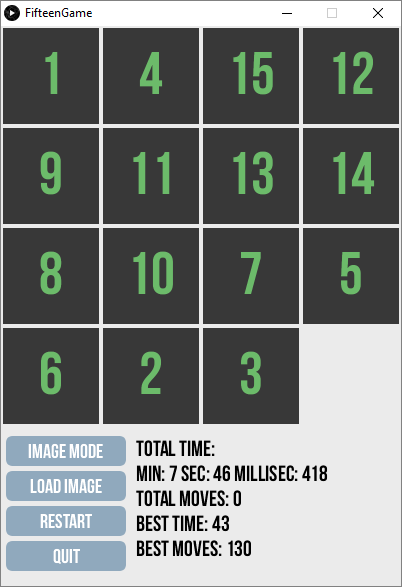 FifteenGame
1 4 15 12
9 11 13 14
8 10 7 5
6 2 3
IMAGE MODE
LOAD IMAGE
RESTART
QUIT
TOTAL TIME:
MIN: 7 SEC: 46 MILLISEC: 418
TOTAL MOVES: 0
BEST TIME: 43
BEST MOVES: 130